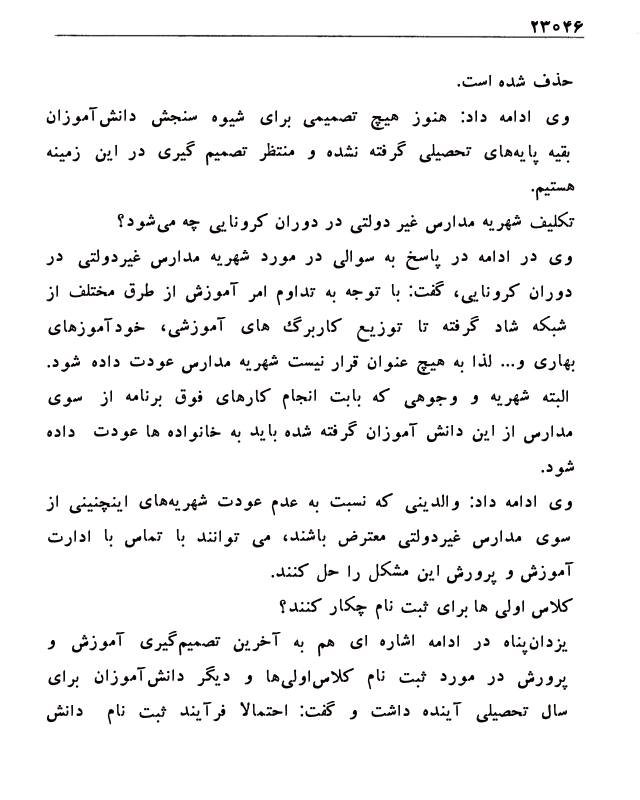 ۲۳۰۴۶
حذف شده است.
وی ادامه داد: هنوز هیچ تصمیمی برای شیوه سنجش دانش‌آموزان
بقیه پایه‌های تحصیلی گرفته نشده و منتظر تصمیم گیری در این زمینه
هستیم.
تکلیف شهریه مدارس غیر دولتی در دوران کرونایی چه می‌شود؟
وی در ادامه در پاسخ به سوالی در مورد شهریه مدارس غیردولتی در
دوران کرونایی، گفت: با توجه به تداوم امر آموزش از طرق مختلف از
شبکه شاد گرفته تا توزیع کاربرگ های آموزشی، خودآموزهای
بهاری و... لذا به هیچ عنوان قرار نیست شهریه مدارس عودت داده شود.
البته شهریه و وجوهی که بابت انجام کارهای فوق برنامه از سوی
مدارس از این دانش آموزان گرفته شده باید به خانواده ها عودت داده
شود.
وی ادامه داد: والدینی که نسبت به عدم عودت شهریه‌های اینچنینی از
سوی مدارس غیردولتی معترض باشند، می توانند با تماس با ادارت
آموزش و پرورش این مشکل را حل کنند.
کلاس اولی ها برای ثبت نام چکار کنند؟
یزدان‌پناه در ادامه اشاره ای هم به آخرین تصمیم‌گیری آموزش و
پرورش در مورد ثبت نام کلاس‌اولی‌ها و دیگر دانش‌آموزان برای
سال تحصیلی آینده داشت و گفت: احتمالا فرآیند ثبت نام دانش